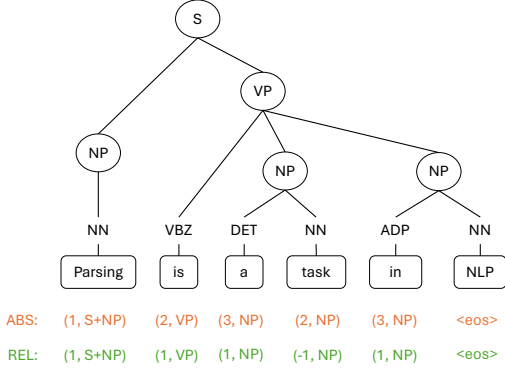 S
VP
NP NP NP
NN VBZ DET NN ADP NN
Parsing is a task in NLP
ABS: (1, S+NP) (2, VP) (3, NP) (2, NP) (3, NP) <eos>
REL: (1, S+NP) (1, VP) (1, NP) (-1, NP) (1, NP) <eos>